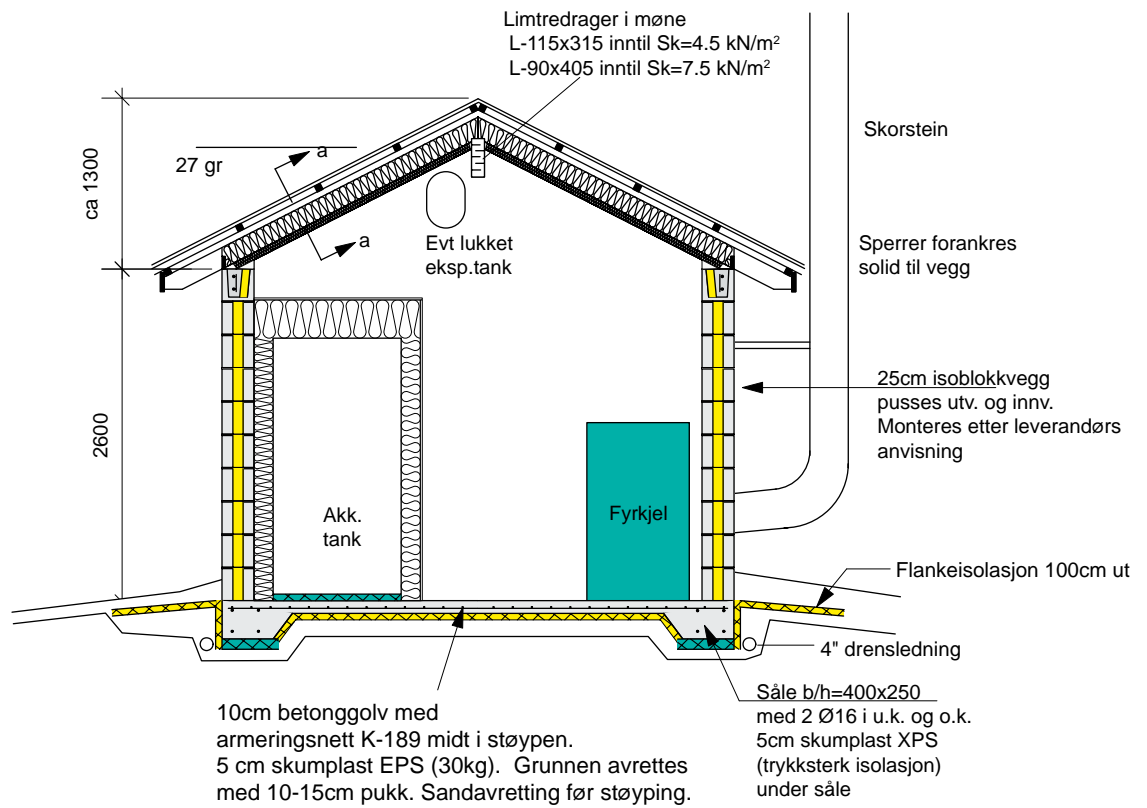 Limtredrager i møne
L-115x315 inntil Sk=4.5 kN/m²
L-90x405 inntil Sk=7.5 kN/m²
Skorstein
ca 1300
27 gr
a
a
Evt lukket
eksp.tank
Sperrer forankres
solid til vegg
25cm isoblokkvegg
pusses utv. og innv.
Monteres etter leverandørs
anvisning
2600
Akk.
tank
Fyrkjel
Flankeisolasjon 100cm ut
4" drensledning
10cm betonggolv med
armeringsnett K-189 midt i støypen.
5 cm skumplast EPS (30kg). Grunnen avrettes
med 10-15cm pukk. Sandavretting før støyping.
Såle b/h=400x250
med 2 Ø16 i u.k. og o.k.
5cm skumplast XPS
(trykksterk isolasjon)
under såle